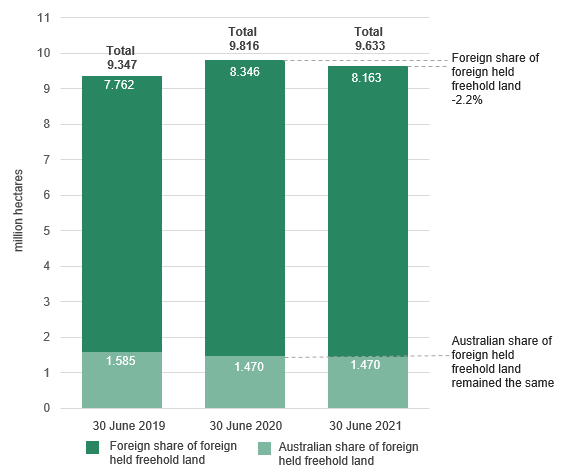 11
10
9
8
7
6
5
4
3
2
1
0
million hectares
Total
9.347
7.762
1.585
Total
9.816
8.346
1.470
Total
9.633
8.163
1.470
Foreign share of
foreign held
freehold land
-2.2%
Australian share of
foreign held
freehold land
remained the same
30 June 2019
30 June 2020
30 June 2021
Foreign share of foreign
held freehold land
Australian share of foreign
held freehold land